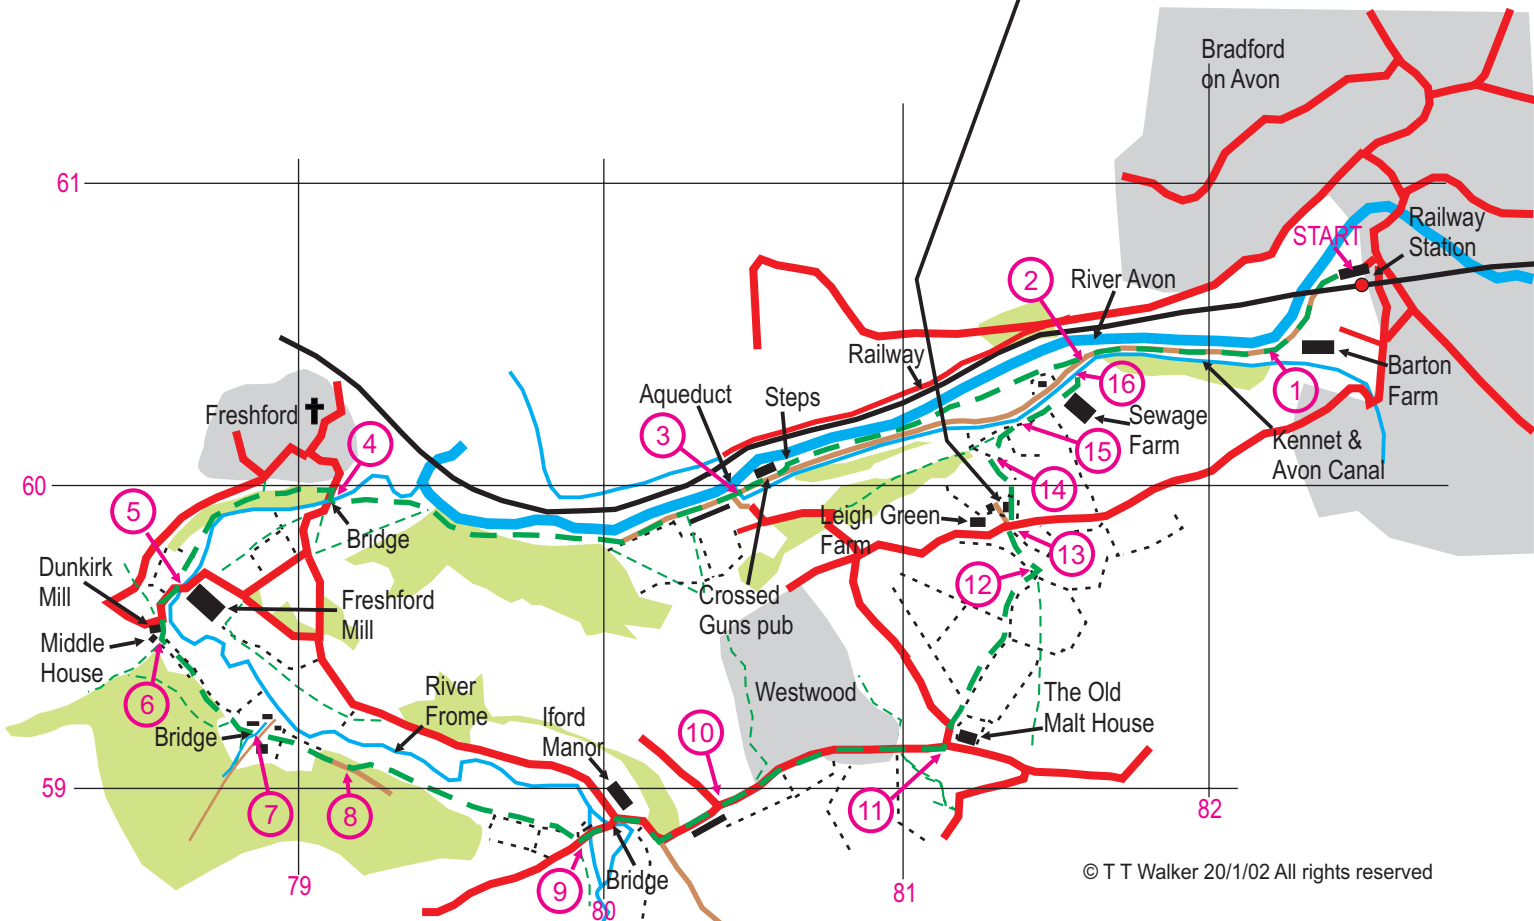 Bradford
on Avon
61
Railway
Station
START
2
River Avon
Railway
Barton
Farm
1
16
Aqueduct
Steps
Sewage
Farm
Freshford
3
4
Kennet &
Avon Canal
15
60
14
5
Leigh Green
Farm
Bridge
13
12
Dunkirk
Mill
Freshford
Mill
Crossed
Guns pub
Middle
House
6
River
Frome
Westwood
The Old
Malt House
Iford
Manor
10
Bridge
59
7
8
11
82
79
9
Bridge
81
80
© T T Walker 20/1/02 All rights reserved